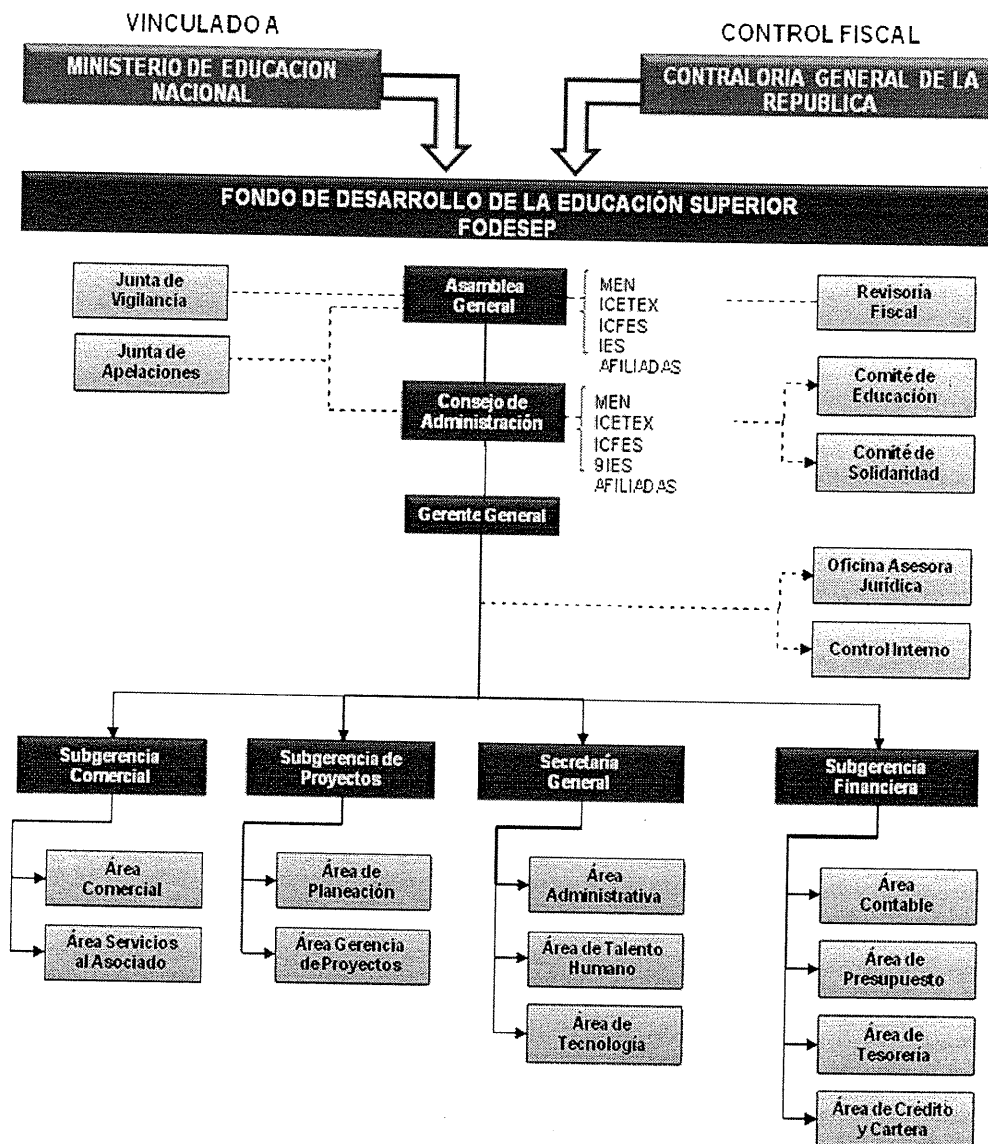 VINCULADO A
MINISTERIO DE EDUCACION
NACIONAL
CONTROL FISCAL
CONTRALORIA GENERAL DE LA
REPUBLICA
FONDO DE DESARROLLO DE LA EDUCACIÓN SUPERIOR
FODESEP
Junta de
Vigilancia
Junta de
Apelaciones
Asamblea
General
MEN
ICETEX
ICFES
IES
AFILIADAS
Revisoría
Fiscal
Consejo de
Administración
MEN
ICETEX
ICFES
9IES
AFILIADAS
Comité de
Educación
Comité de
Solidaridad
Gerente General
Oficina Asesora
Jurídica
Control Interno
Subgerencia
Comercial
Subgerencia de
Proyectos
Secretaría
General
Subgerencia
Financiera
Área
Comercial
Área Servicios
al Asociado
Área de
Planeación
Área Gerencia
de Proyectos
Área
Administrativa
Área de Talento
Humano
Área de
Tecnología
Área
Contable
Área de
Presupuesto
Área de
Tesorería
Área de Crédito
y Cartera